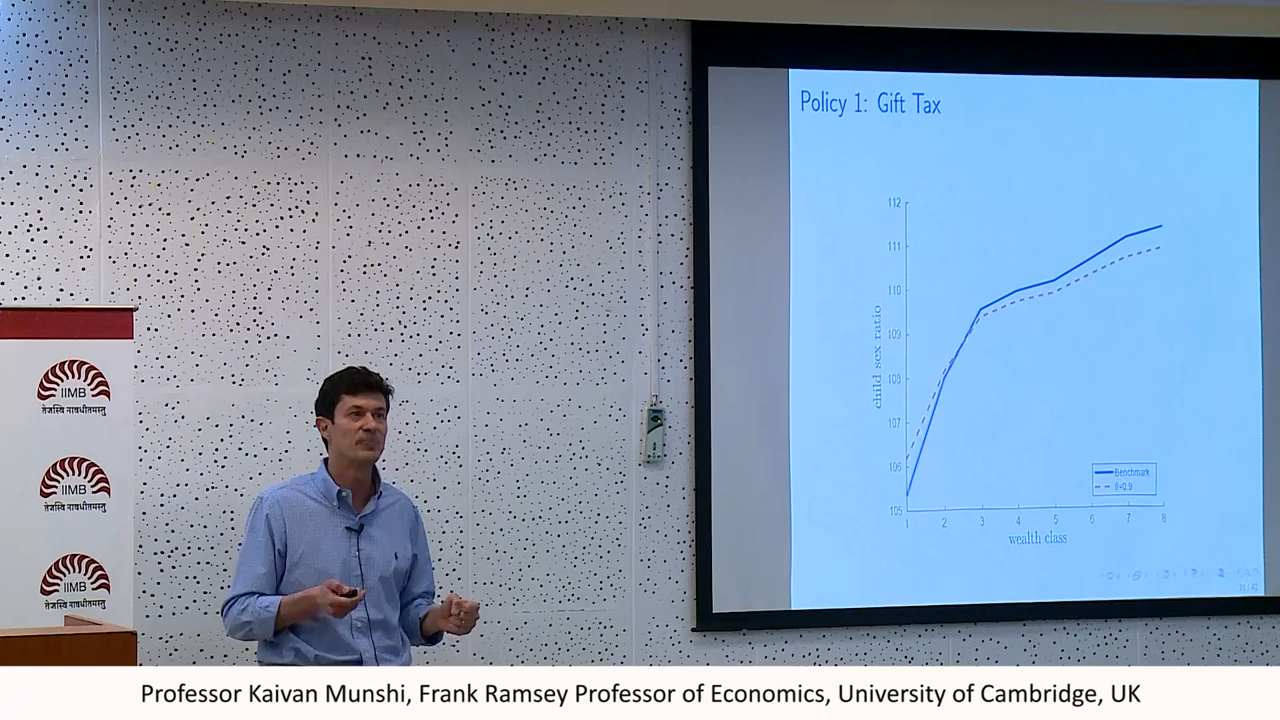 Policy 1: Gift Tax
112
111
110
109
108
107
106
105
child sex ratio
1 2 3 4 5 6 7 8
wealth class
Benchmark
θ=0.9
IIMB
तेजस्वि नावधीतमस्तु
IIMB
तेजस्वि नावधीतमस्तु
IIMB
तेजस्वि नावधीतमस्तु
Professor Kaivan Munshi, Frank Ramsey Professor of Economics, University of Cambridge, UK